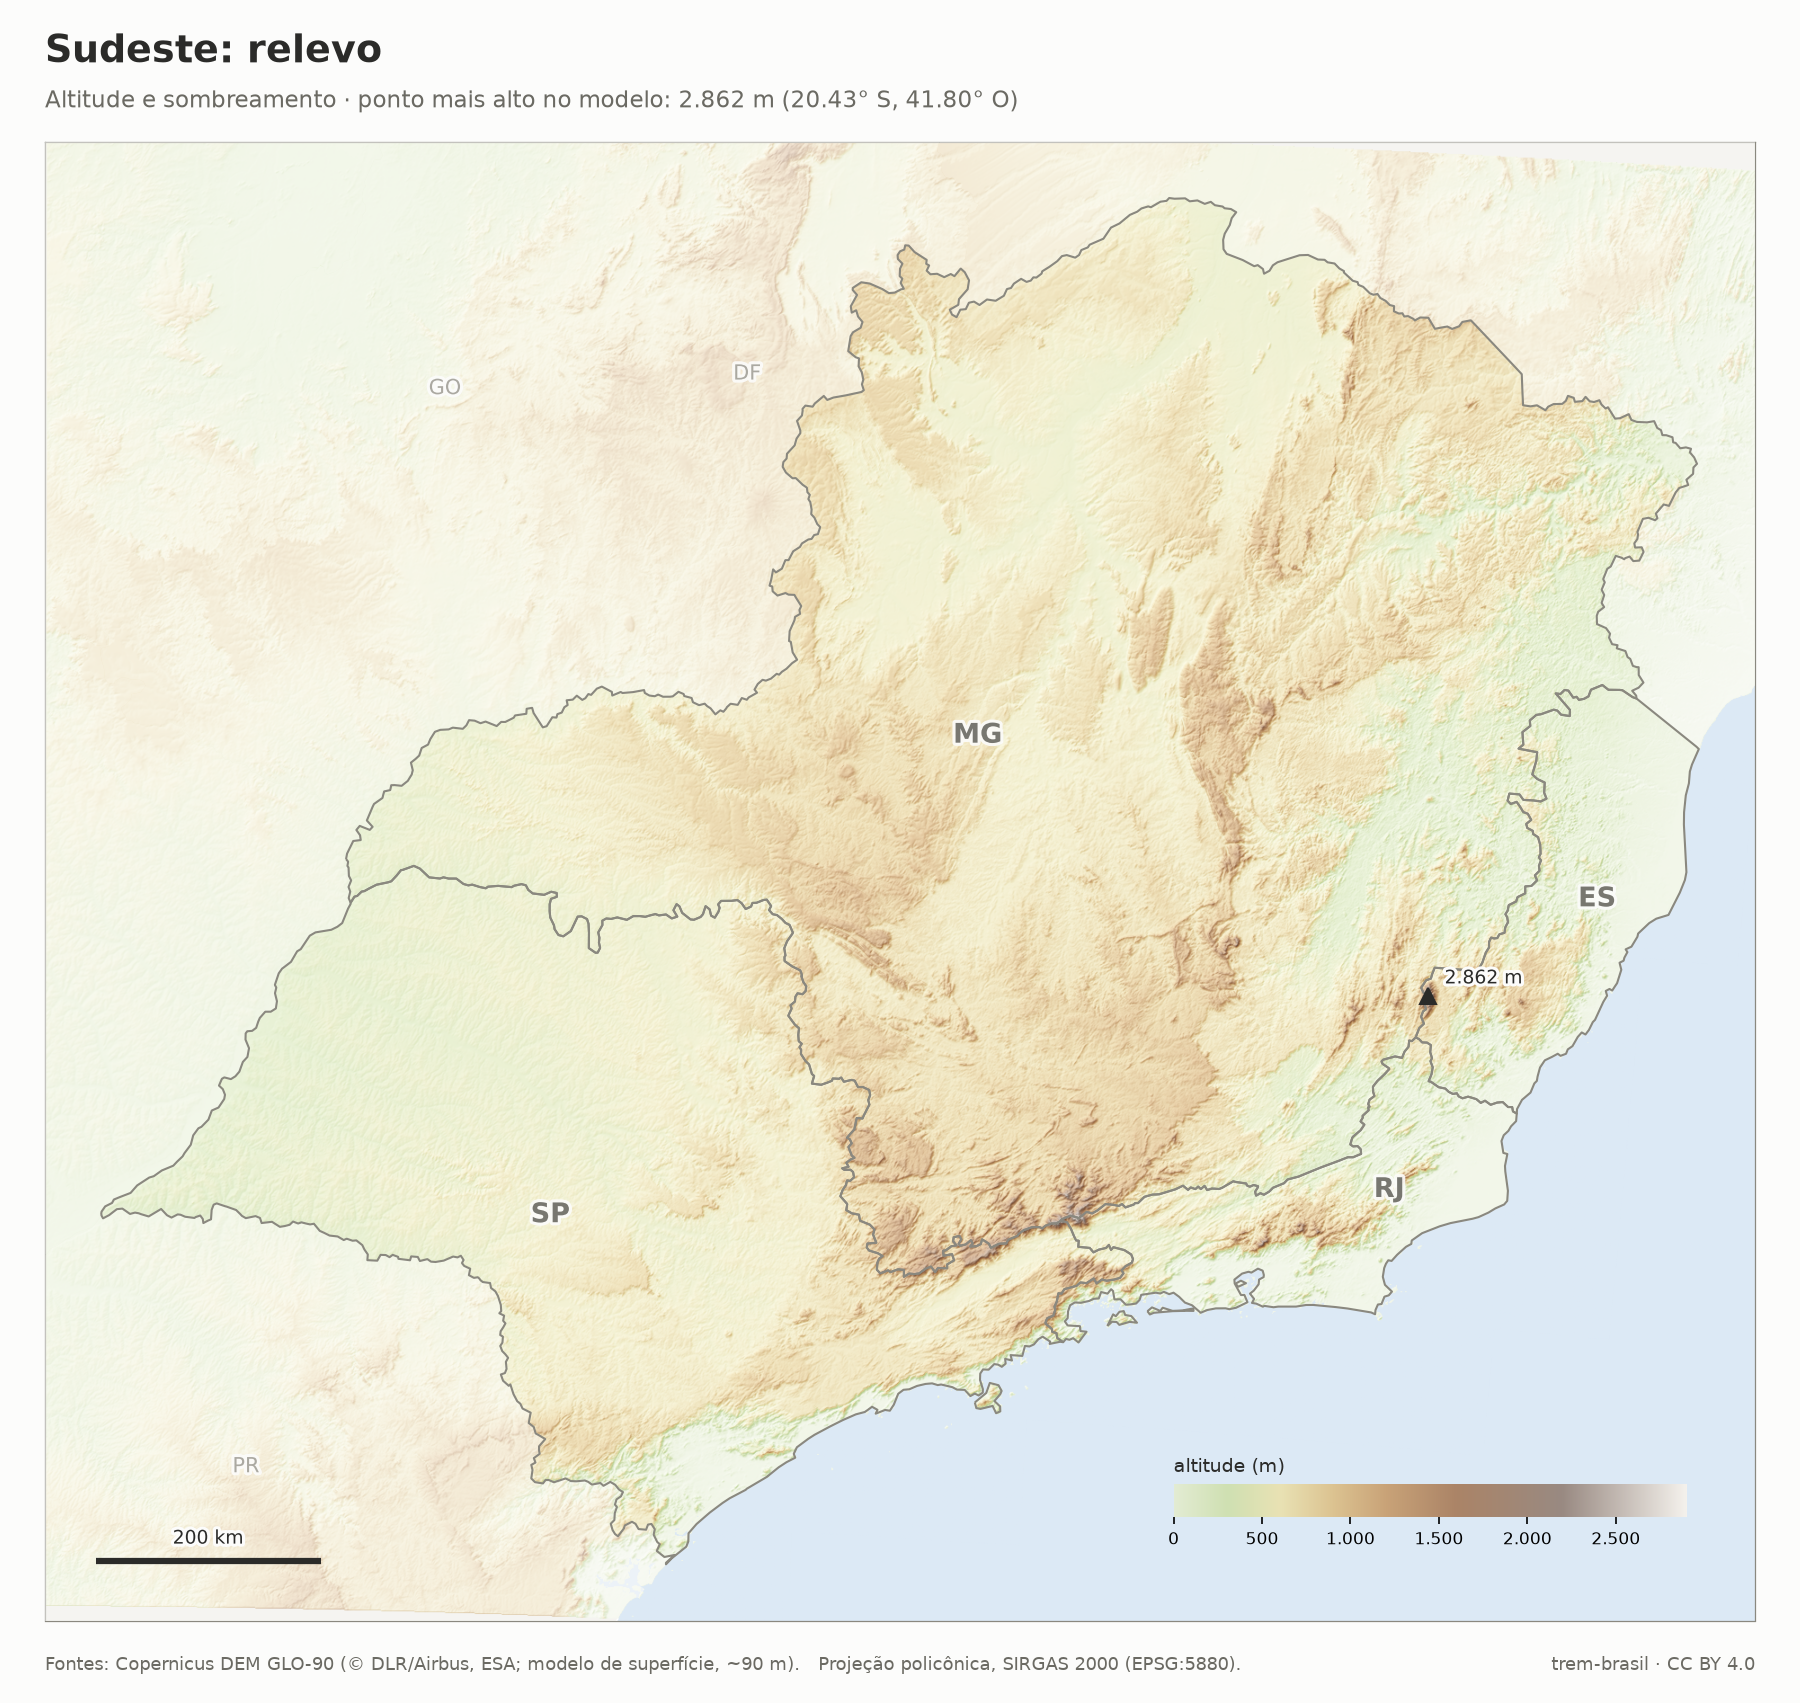 Sudeste: relevo
Altitude e sombreamento · ponto mais alto no modelo: 2.862 m (20.43° S, 41.80° O)
GO
DF
MG
ES
2.862 m
RJ
SP
PR
altitude (m)
0 500 1.000 1.500 2.000 2.500
200 km
Fontes: Copernicus DEM GLO-90 (© DLR/Airbus, ESA; modelo de superfície, ~90 m). Projeção policônica, SIRGAS 2000 (EPSG:5880).
trem-brasil · CC BY 4.0